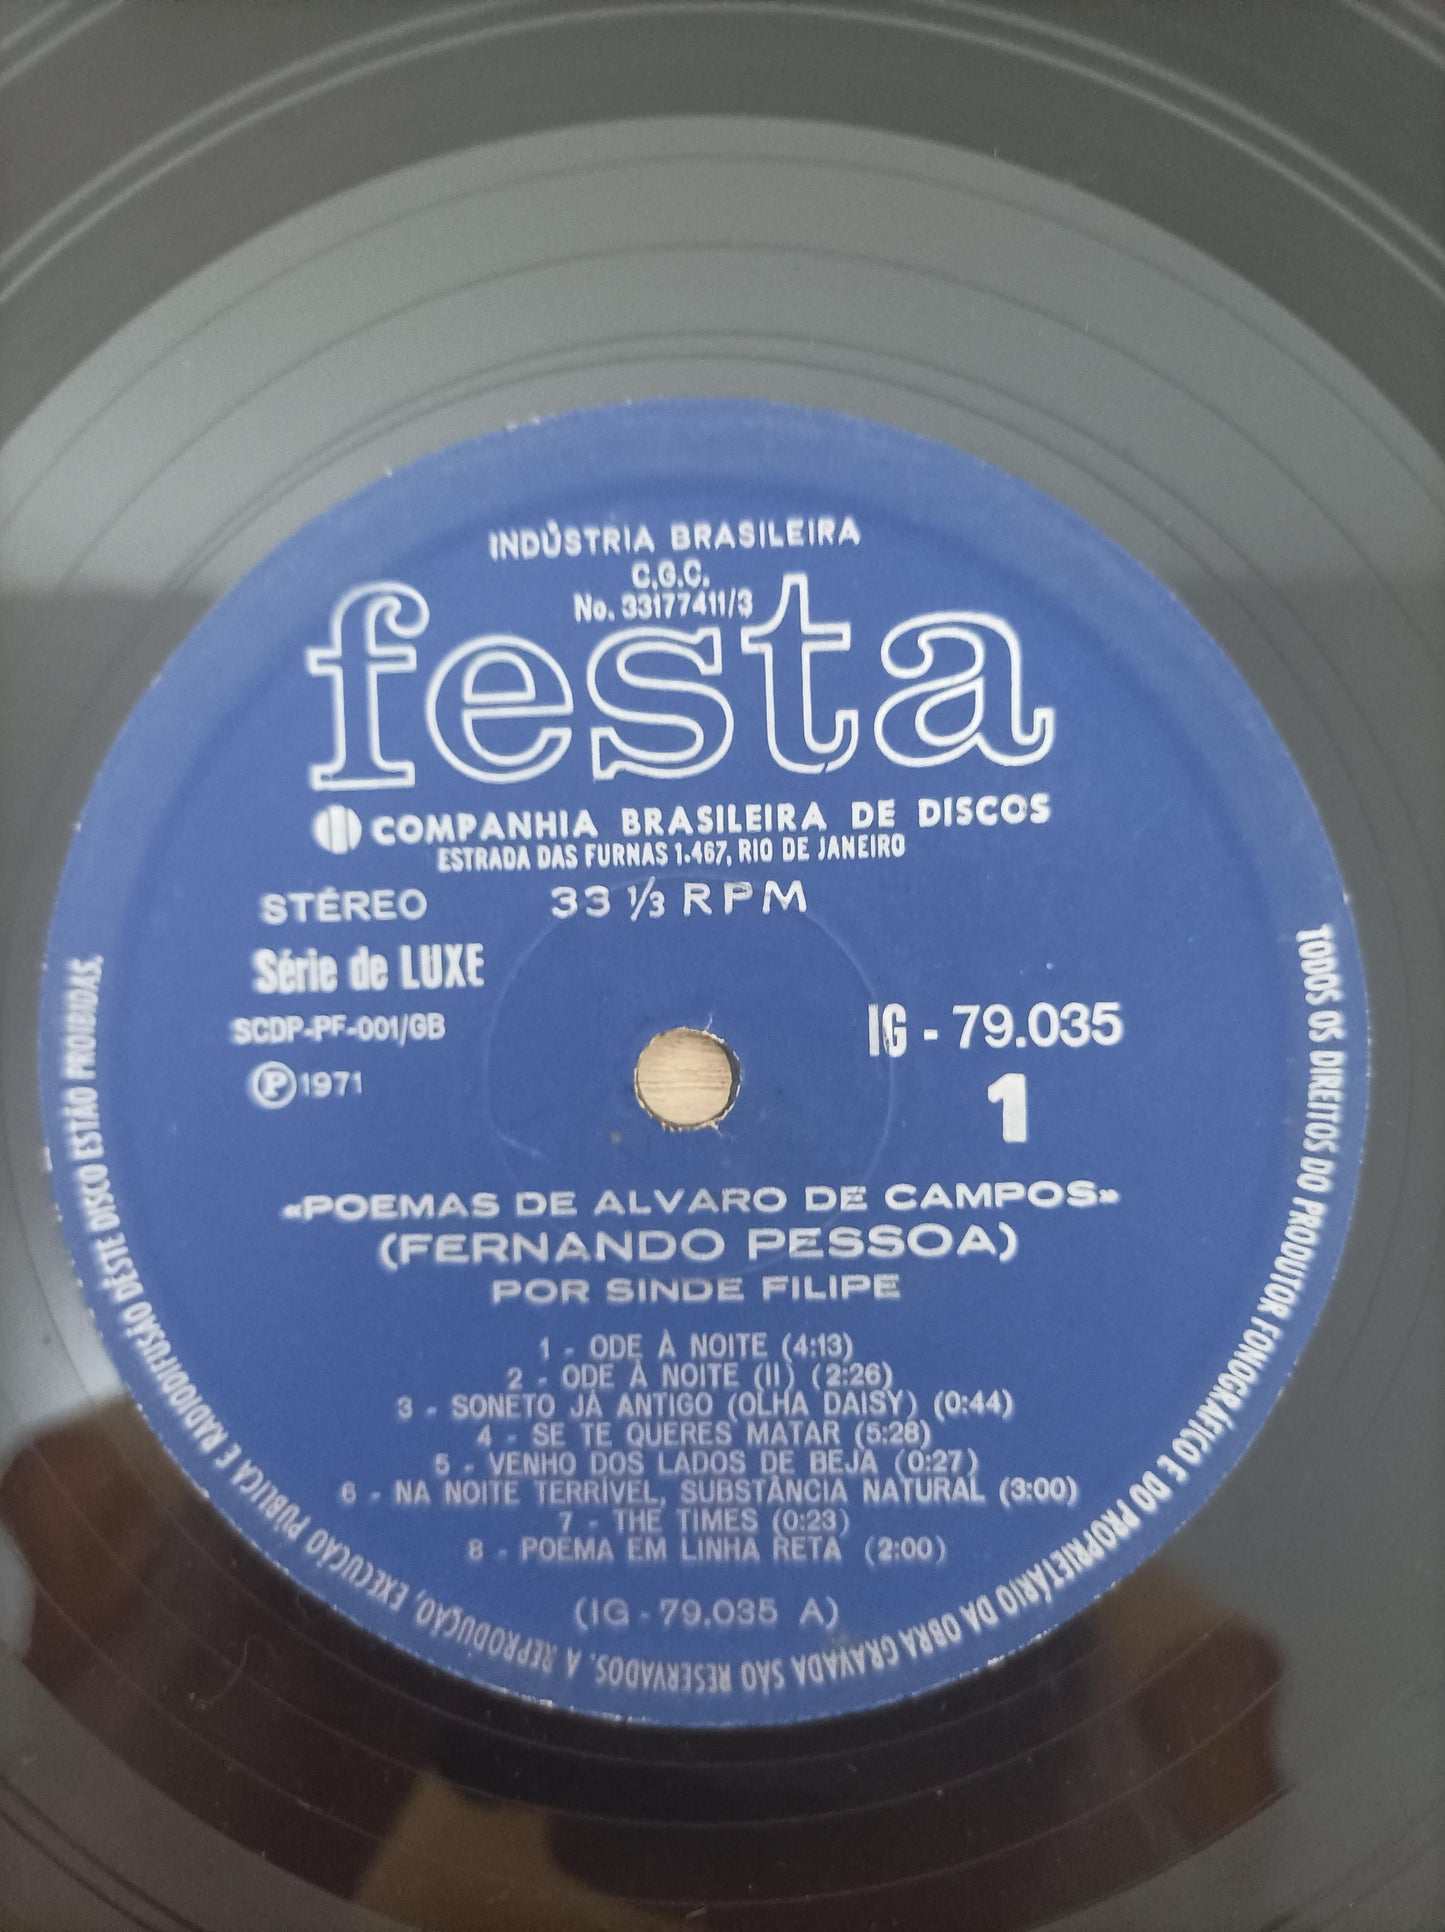 INDÚSTRIA BRASILEIRA
C.G.C.
No. 33177411/3
festa
COMPANHIA BRASILEIRA DE DISCOS
ESTRADA DAS FURNAS 1.467, RIO DE JANEIRO
STÉREO 33 1/3 RPM
Série de LUXE
SCDP-PF-001/GB
IG - 79.035
Ⓟ 1971
1
«POEMAS DE ALVARO DE CAMPOS»
(FERNANDO PESSOA)
POR SINDE FILIPE
1 - ODE À NOITE (4:13)
2 - ODE À NOITE (II) (2:26)
3 - SONETO JÁ ANTIGO (OLHA DAISY) (0:44)
4 - SE TE QUERES MATAR (5:28)
5 - VENHO DOS LADOS DE BEJA (0:27)
6 - NA NOITE TERRÍVEL, SUBSTÂNCIA NATURAL (3:00)
7 - THE TIMES (0:23)
8 - POEMA EM LINHA RETA (2:00)
(IG - 79.035 A)
TODOS OS DIREITOS DO PRODUTOR FONOGRÁFICO E DO PROPRIETÁRIO DA OBRA GRAVADA SÃO RESERVADOS. A REPRODUÇÃO, EXECUÇÃO PÚBLICA E RADIODIFUSÃO DÊSTE DISCO ESTÃO PROIBIDAS.